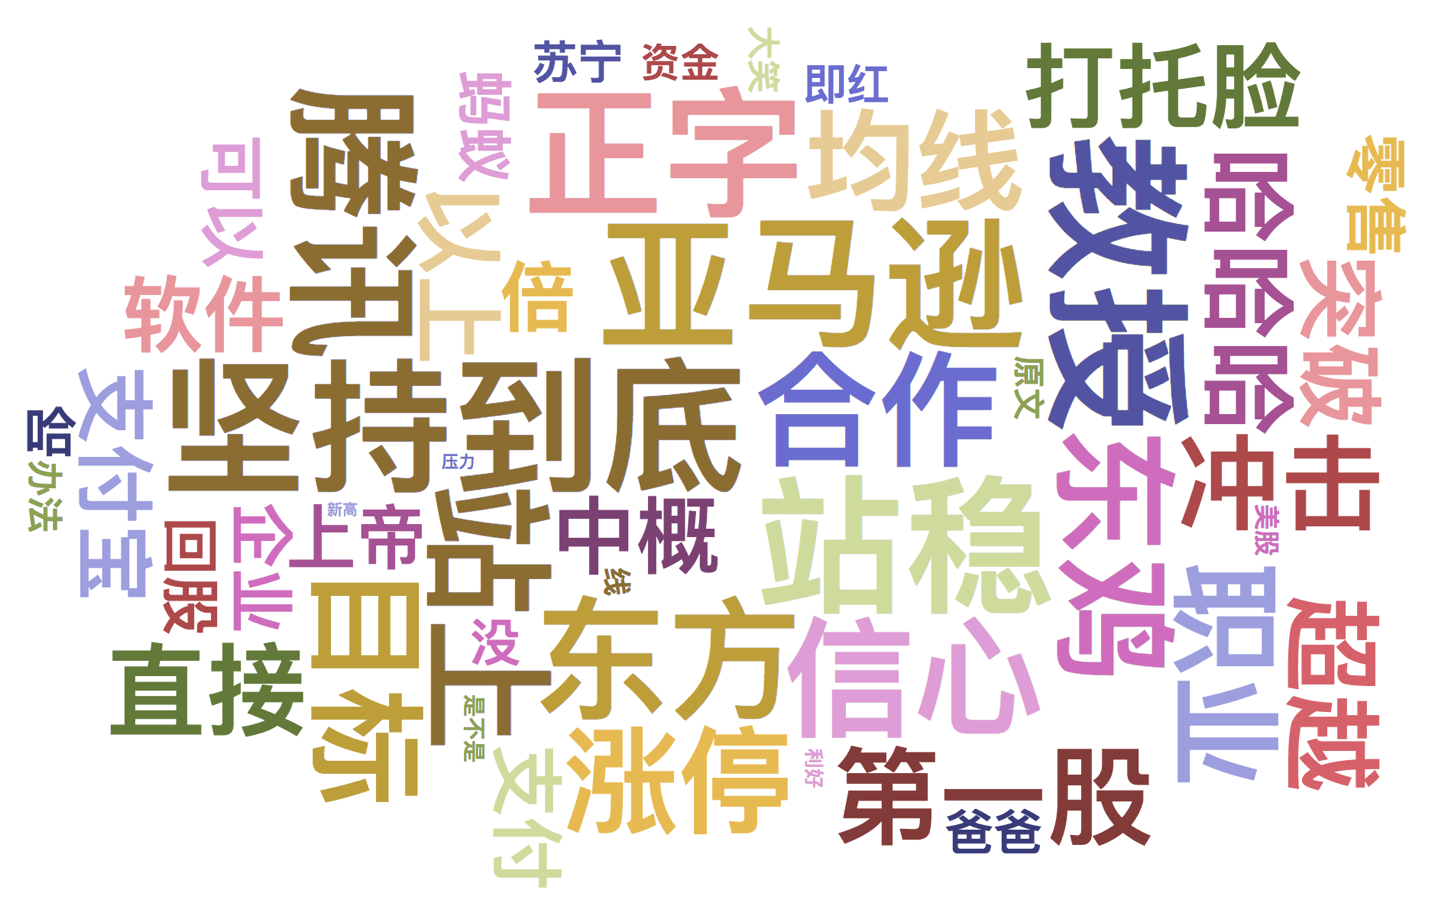 苏宁
资金
大笑
即红
打托脸
蚂蚁
正字
均线
腾讯
可以
以上
教授
哈哈哈
零售
亚马逊
倍
软件
突破
坚持到底
合作
原文
支付宝
哈
办法
压力
东鸡
冲击
站稳
站上
中概
上帝
新高
企业
回股
美股
线
职业
目标
东方
信心
超越
没
直接
是不是
涨停
支付
利好
第一股
爸爸